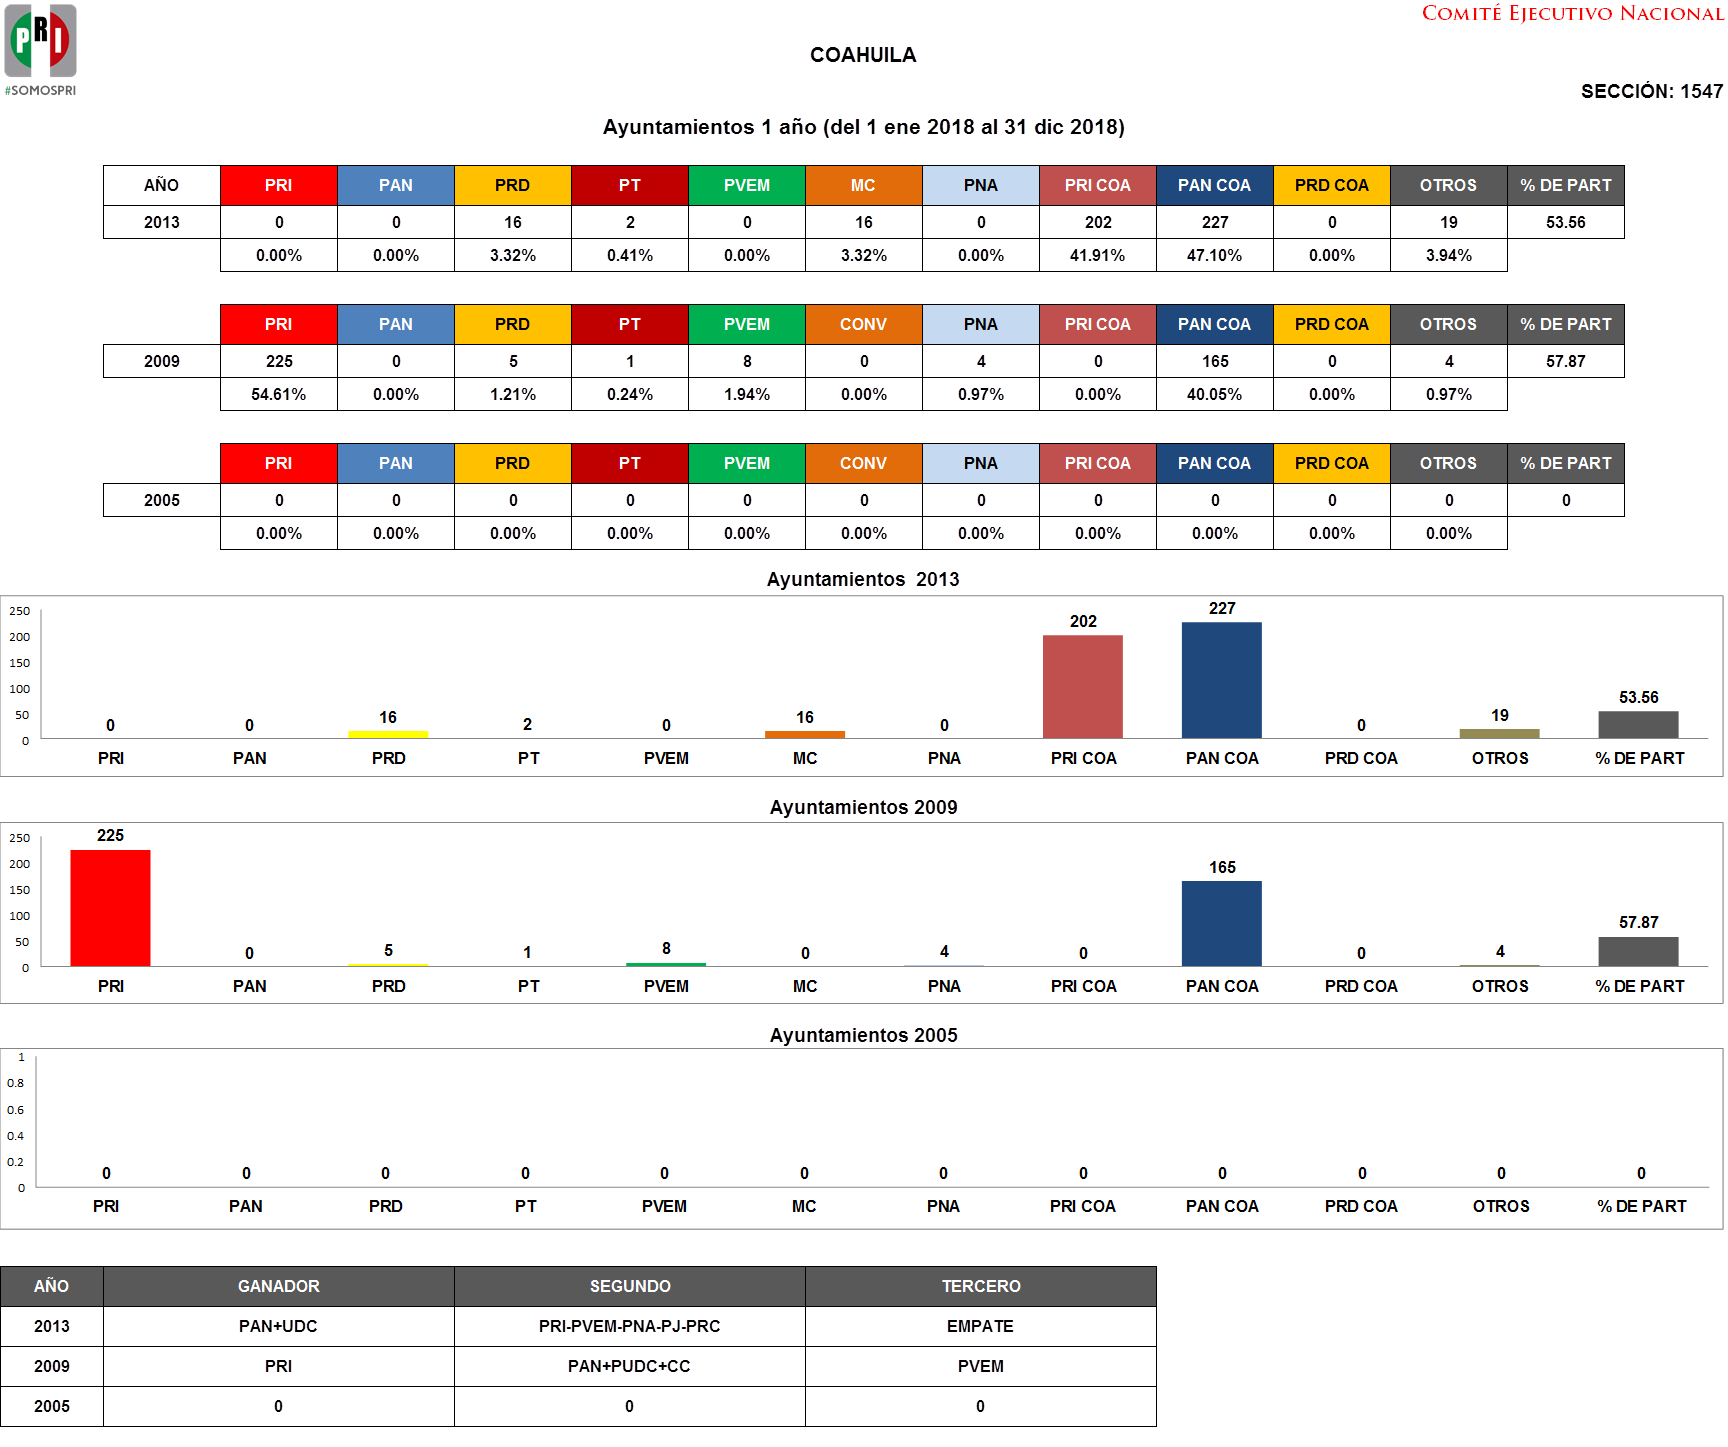 PRI
#SOMOSPRI
COMITÉ EJECUTIVO NACIONAL
COAHUILA
SECCIÓN: 1547
Ayuntamientos 1 año (del 1 ene 2018 al 31 dic 2018)
AÑO PRI PAN PRD PT PVEM MC PNA PRI COA PAN COA PRD COA OTROS % DE PART
2013 0 0 16 2 0 16 0 202 227 0 19 53.56
0.00% 0.00% 3.32% 0.41% 0.00% 3.32% 0.00% 41.91% 47.10% 0.00% 3.94%
PRI PAN PRD PT PVEM CONV PNA PRI COA PAN COA PRD COA OTROS % DE PART
2009 225 0 5 1 8 0 4 0 165 0 4 57.87
54.61% 0.00% 1.21% 0.24% 1.94% 0.00% 0.97% 0.00% 40.05% 0.00% 0.97%
PRI PAN PRD PT PVEM CONV PNA PRI COA PAN COA PRD COA OTROS % DE PART
2005 0 0 0 0 0 0 0 0 0 0 0 0
0.00% 0.00% 0.00% 0.00% 0.00% 0.00% 0.00% 0.00% 0.00% 0.00% 0.00%
Ayuntamientos 2013
250
200
150
100
50
0
0 0 16 2 0 16 0 202 227 0 19 53.56
PRI PAN PRD PT PVEM MC PNA PRI COA PAN COA PRD COA OTROS % DE PART
Ayuntamientos 2009
250
200
150
100
50
0
225 0 5 1 8 0 4 0 165 0 4 57.87
PRI PAN PRD PT PVEM MC PNA PRI COA PAN COA PRD COA OTROS % DE PART
Ayuntamientos 2005
1
0.8
0.6
0.4
0.2
0
0 0 0 0 0 0 0 0 0 0 0 0
PRI PAN PRD PT PVEM MC PNA PRI COA PAN COA PRD COA OTROS % DE PART
AÑO GANADOR SEGUNDO TERCERO
2013 PAN+UDC PRI-PVEM-PNA-PJ-PRC EMPATE
2009 PRI PAN+PUDC+CC PVEM
2005 0 0 0